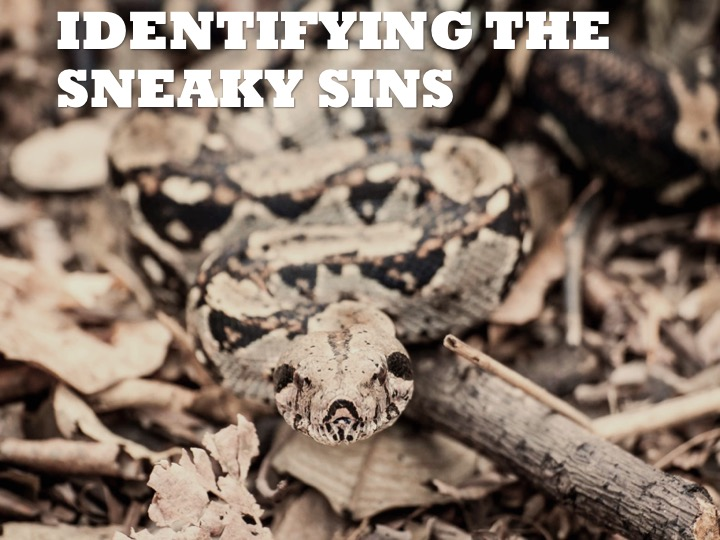 IDENTIFYING THE
SNEAKY SINS